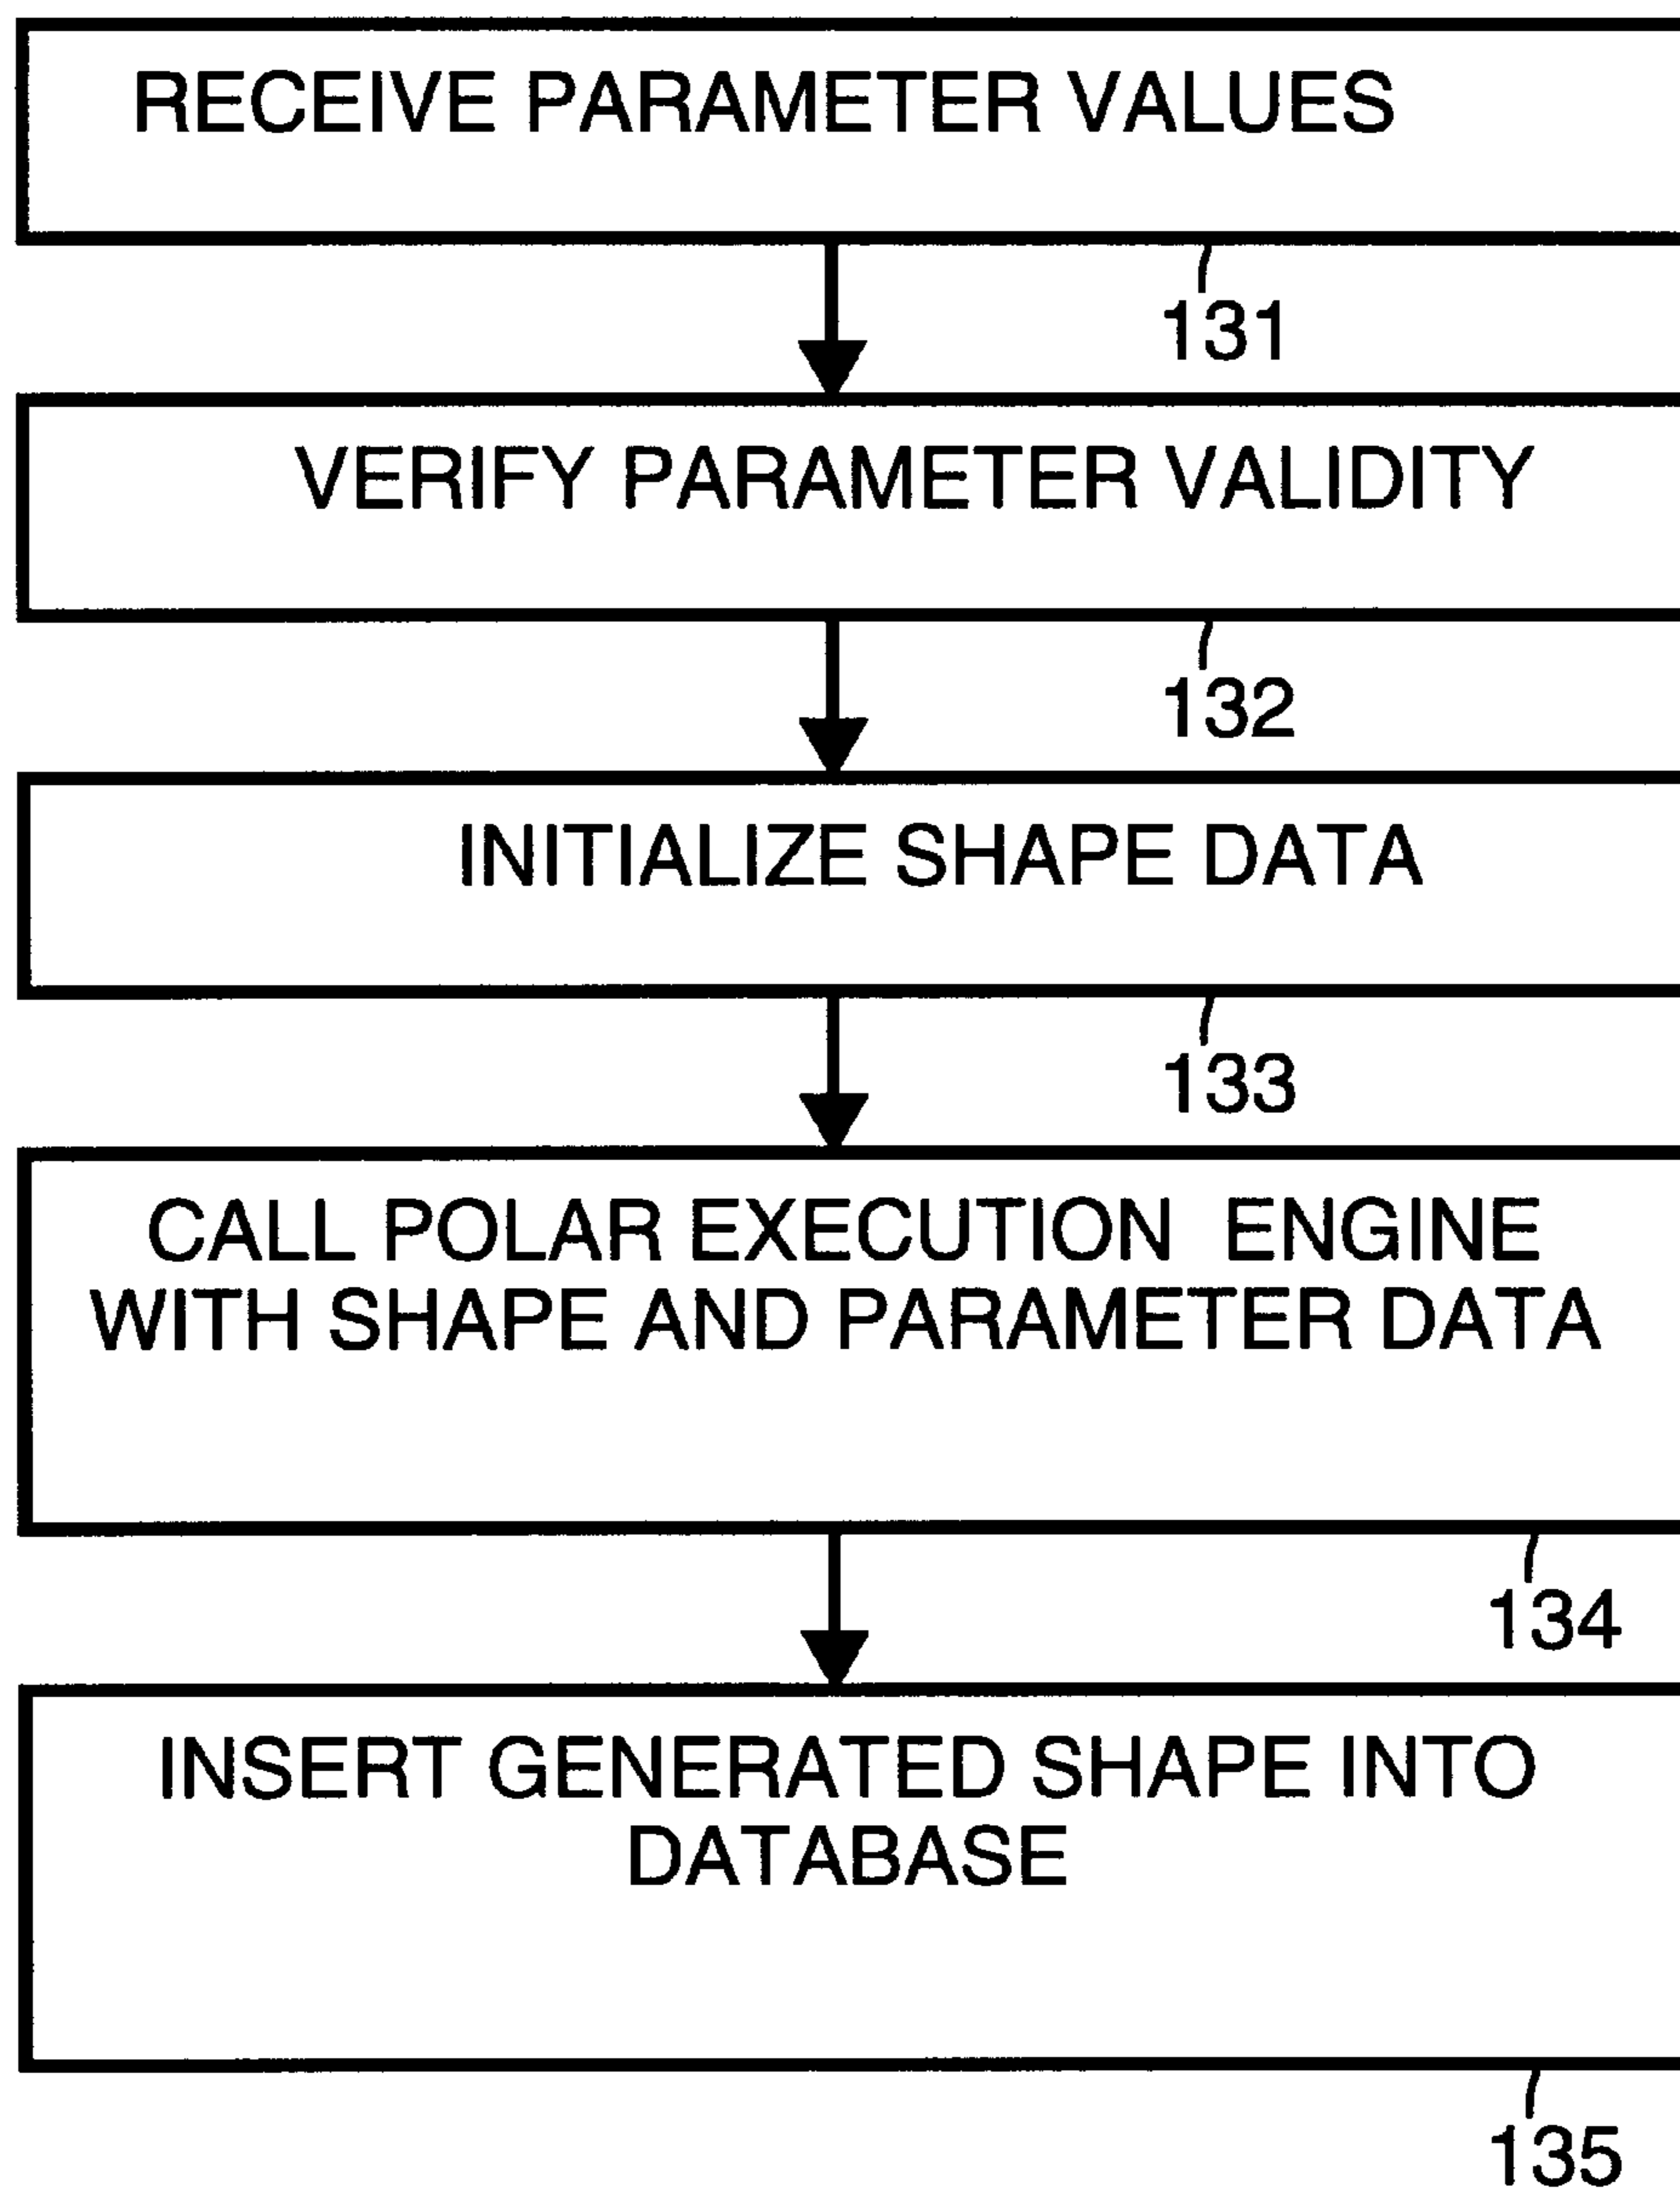 RECEIVE PARAMETER VALUES
131
VERIFY PARAMETER VALIDITY
132
INITIALIZE SHAPE DATA
133
CALL POLAR EXECUTION ENGINE
WITH SHAPE AND PARAMETER DATA
134
INSERT GENERATED SHAPE INTO
DATABASE
135